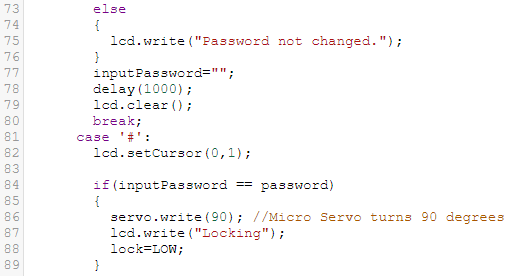 73 else
74 {
75 lcd.write("Password not changed.");
76 }
77 inputPassword="";
78 delay(1000);
79 lcd.clear();
80 break;
81 case '#':
82 lcd.setCursor(0,1);
83
84 if(inputPassword == password)
85 {
86 servo.write(90); //Micro Servo turns 90 degrees
87 lcd.write("Locking");
88 lock=LOW;
89 }